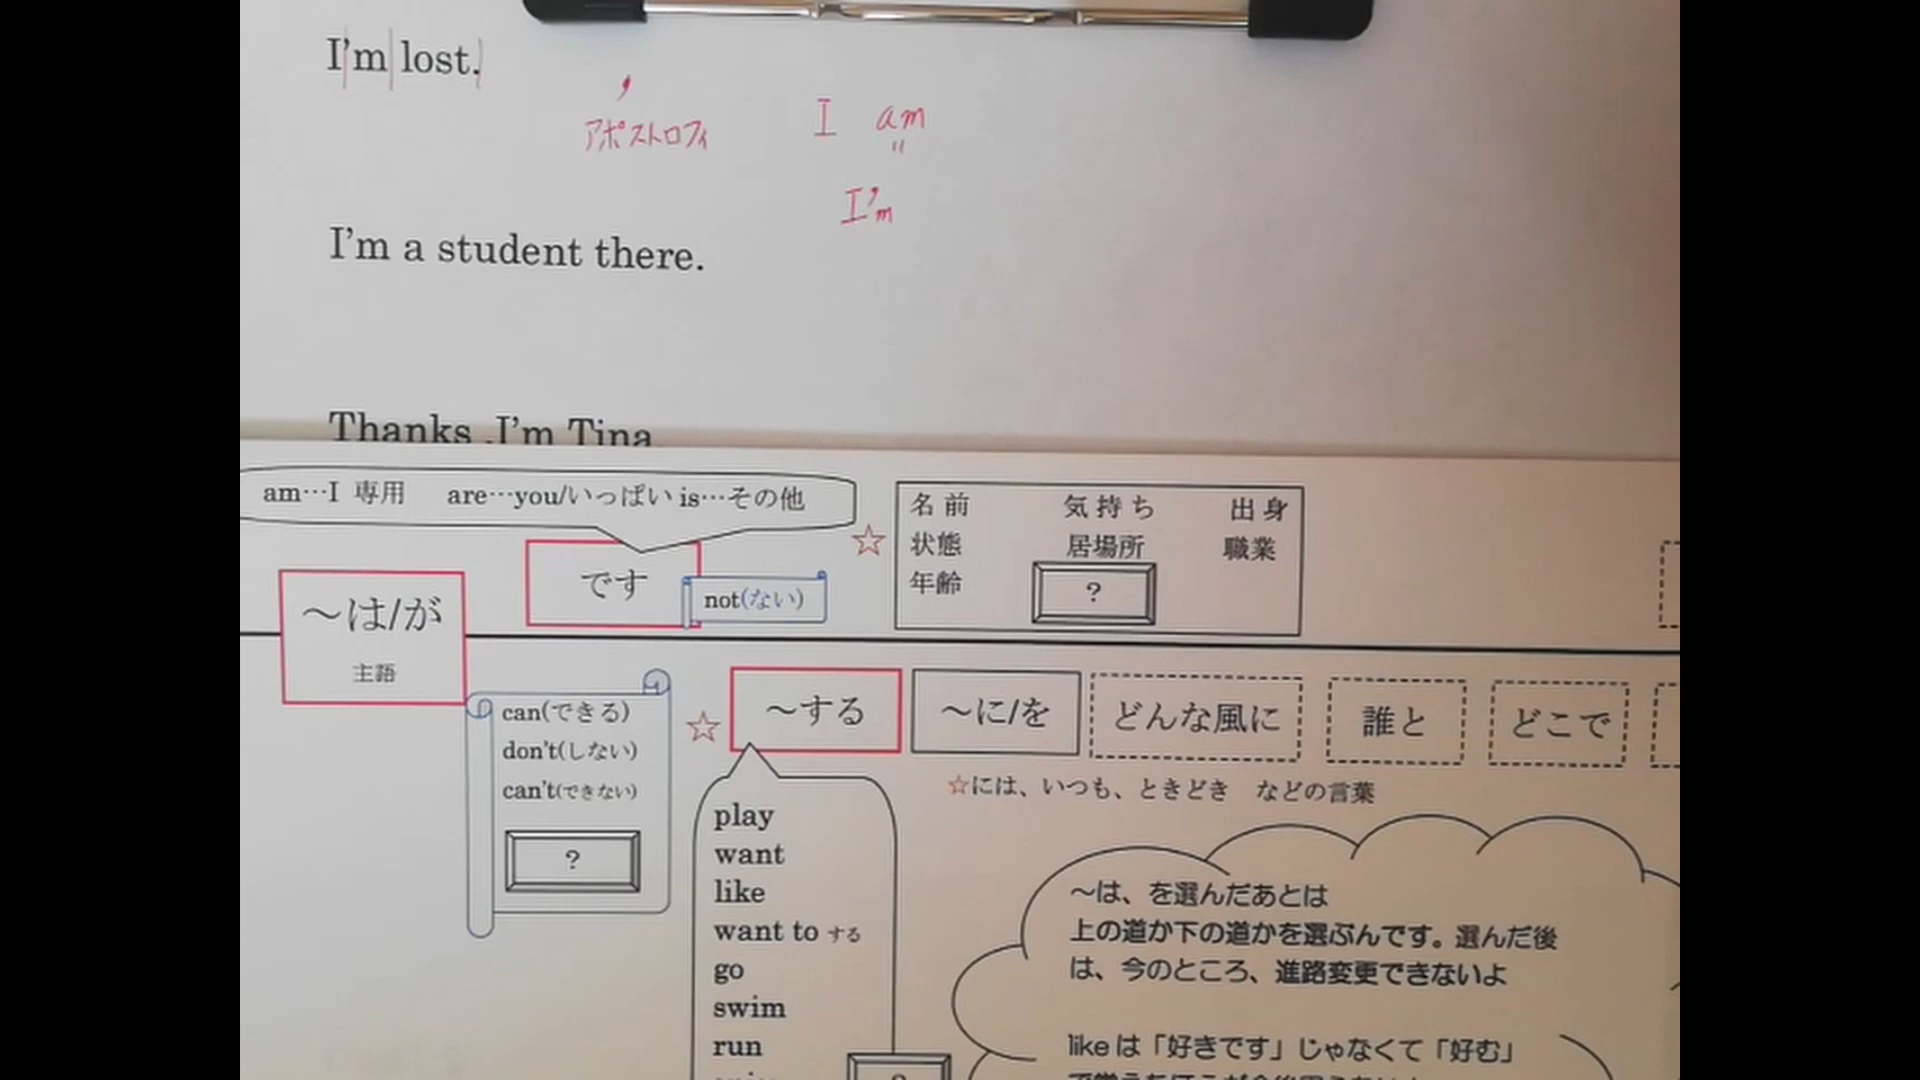 I'm lost.
,
アポストロフィ
I am
I'm
I'm a student there.
Thanks .I'm Tina
am…I 専用 are…you/いっぱい is…その他
☆
名前 気持ち 出身
状態 居場所 職業
年齢 ?
です
not(ない)
～は/が
主語
can(できる)
don't(しない)
can't(できない)
?
☆
～する
～に/を
どんな風に
誰と
どこで
☆には、いつも、ときどき などの言葉
play
want
like
want to する
go
swim
run
～は、を選んだあとは
上の道か下の道かを選ぶんです。選んだ後
は、今のところ、進路変更できないよ
likeは「好きです」じゃなくて「好む」